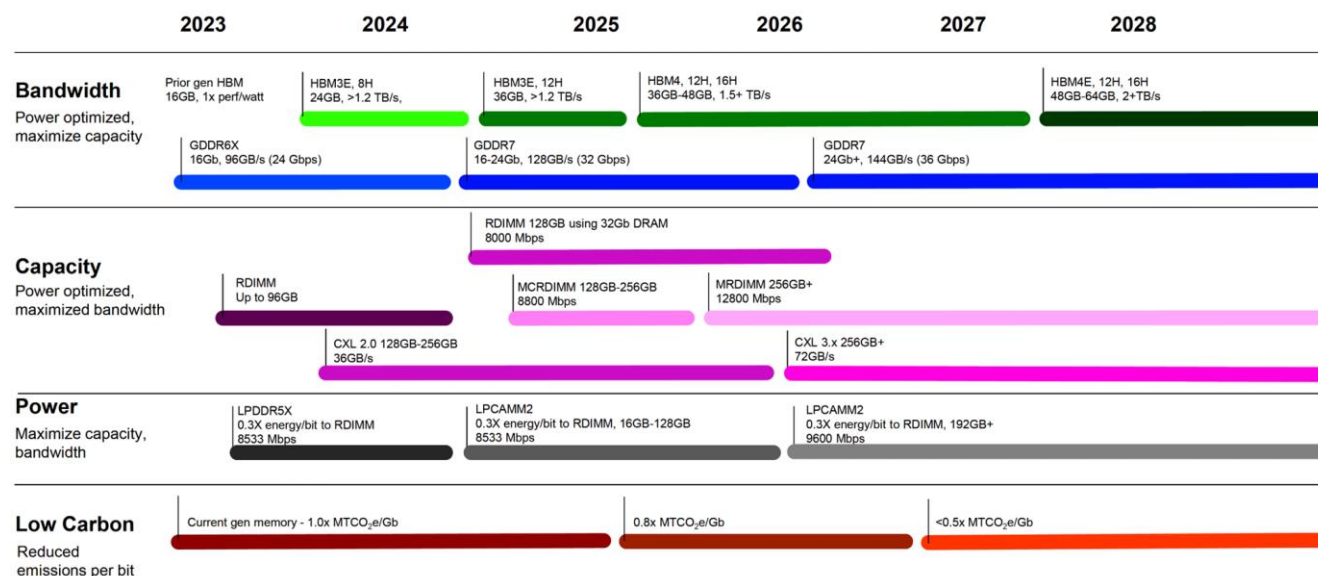 2023 2024 2025 2026 2027 2028
Bandwidth
Power optimized,
maximize capacity
Prior gen HBM
16GB, 1x perf/watt
HBM3E, 8H
24GB, >1.2 TB/s,
HBM3E, 12H
36GB, >1.2 TB/s
HBM4, 12H, 16H
36GB-48GB, 1.5+ TB/s
HBM4E, 12H, 16H
48GB-64GB, 2+TB/s
GDDR6X
16Gb, 96GB/s (24 Gbps)
GDDR7
16-24Gb, 128GB/s (32 Gbps)
GDDR7
24Gb+, 144GB/s (36 Gbps)
Capacity
Power optimized,
maximized bandwidth
RDIMM 128GB using 32Gb DRAM
8000 Mbps
RDIMM
Up to 96GB
MCRDIMM 128GB-256GB
8800 Mbps
MRDIMM 256GB+
12800 Mbps
CXL 2.0 128GB-256GB
36GB/s
CXL 3.x 256GB+
72GB/s
Power
Maximize capacity,
bandwidth
LPDDR5X
0.3X energy/bit to RDIMM
8533 Mbps
LPCAMM2
0.3X energy/bit to RDIMM, 16GB-128GB
8533 Mbps
LPCAMM2
0.3X energy/bit to RDIMM, 192GB+
9600 Mbps
Low Carbon
Reduced
emissions per bit
Current gen memory - 1.0x MTCO₂e/Gb
0.8x MTCO₂e/Gb
<0.5x MTCO₂e/Gb